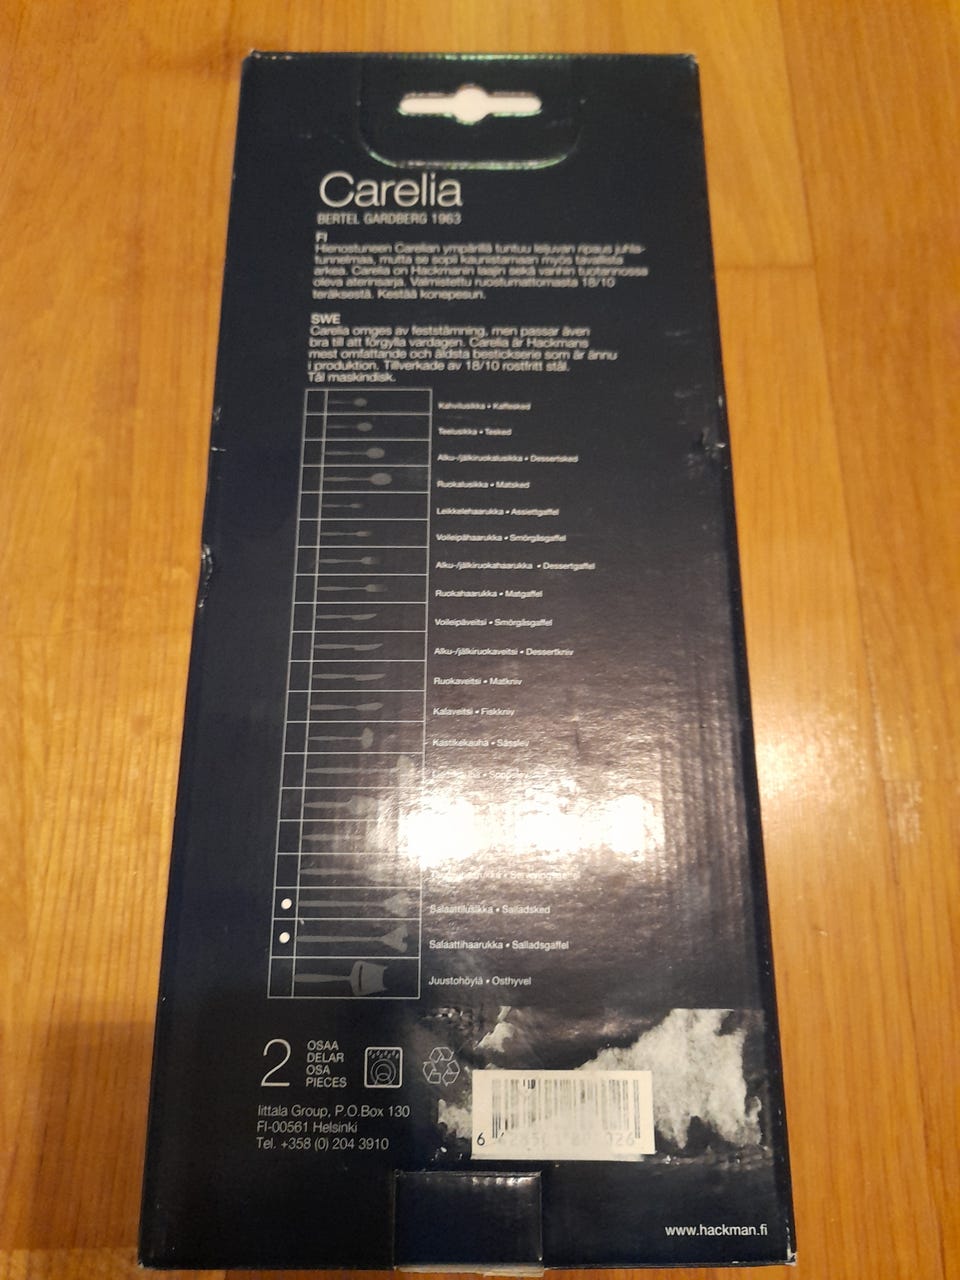 Carelia
BERTEL GARDBERG 1963
FI
Hienostuneen Carelian ympärillä tuntuu leijuvan ripaus juhla-
tunnelmaa, mutta se sopii kaunistamaan myös tavallista
arkea. Carelia on Hackmanin laajin sekä vanhin tuotannossa
oleva aterinsarja. Valmistettu ruostumattomasta 18/10
teräksestä. Kestää konepesun.
SWE
Carelia omges av feststämning, men passar även
bra till att förgylla vardagen. Carelia är Hackmans
mest omfattande och äldsta bestickserie som är ännu
i produktion. Tillverkade av 18/10 rostfritt stål.
Tål maskindisk.
Kahvilusikka • Kaffesked
Teelusikka • Tesked
Alku-/jälkiruokalusikka • Dessertsked
Ruokalusikka • Matsked
Leikkelehaarukka • Assiettgaffel
Voileipähaarukka • Smörgåsgaffel
Alku-/jälkiruokahaarukka • Dessertgaffel
Ruokahaarukka • Matgaffel
Voileipäveitsi • Smörgåsgaffel
Alku-/jälkiruokaveitsi • Dessertkniv
Ruokaveitsi • Matkniv
Kalaveitsi • Fiskkniv
Kastikekauha • Såsslev
• Soppslev
Salaattilusikka • Salladsked
Salaattihaarukka • Salladsgaffel
Juustohöylä • Osthyvel
2 OSAA
DELAR
OSA
PIECES
Iittala Group, P.O.Box 130
FI-00561 Helsinki
Tel. +358 (0) 204 3910
www.hackman.fi